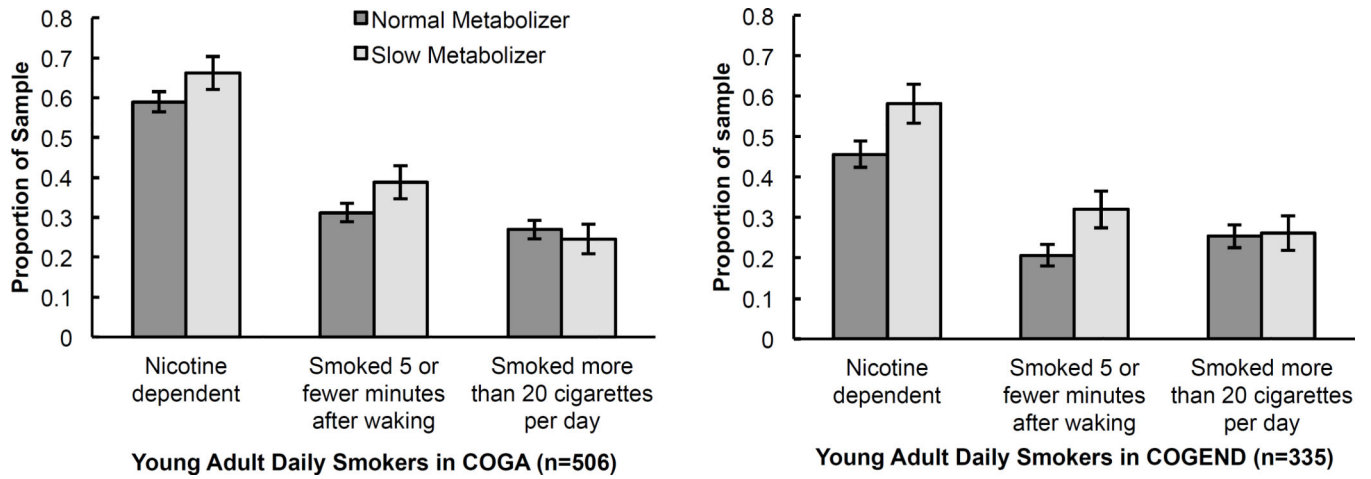 Normal Metabolizer
Slow Metabolizer
Proportion of Sample
0.8
0.7
0.6
0.5
0.4
0.3
0.2
0.1
0
Nicotine
dependent
Smoked 5 or
fewer minutes
after waking
Smoked more
than 20 cigarettes
per day
Young Adult Daily Smokers in COGA (n=506)
Proportion of sample
0.8
0.7
0.6
0.5
0.4
0.3
0.2
0.1
0
Nicotine
dependent
Smoked 5 or
fewer minutes
after waking
Smoked more
than 20 cigarettes
per day
Young Adult Daily Smokers in COGEND (n=335)